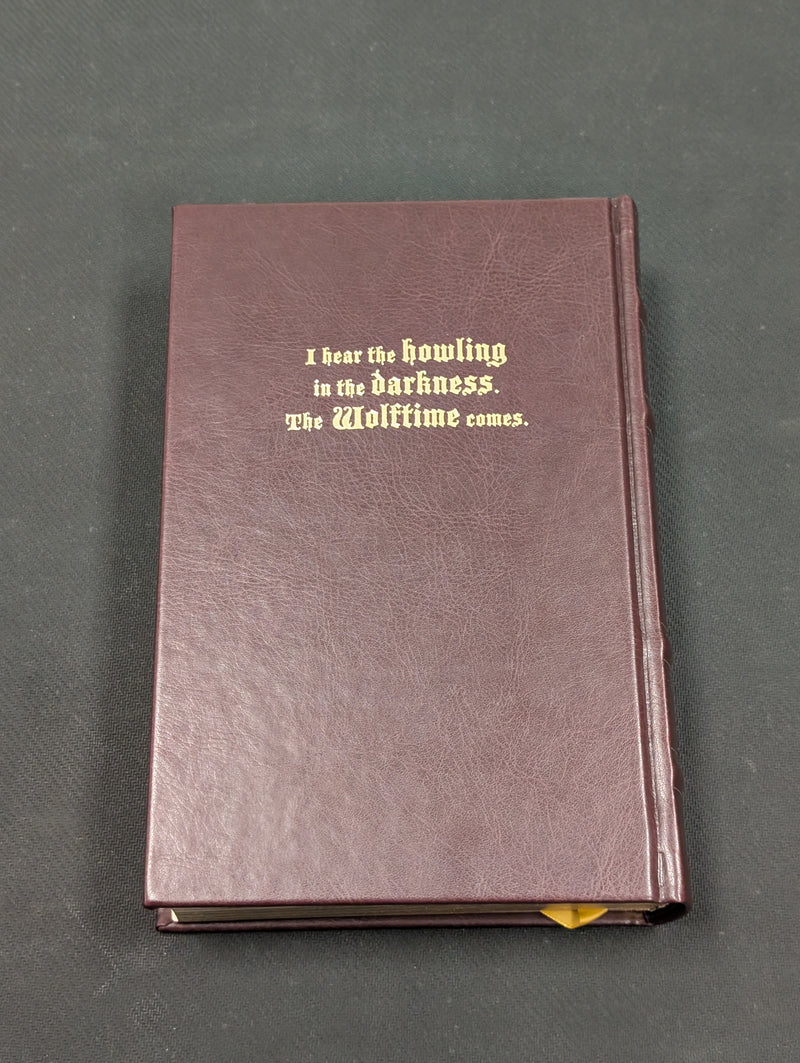 I hear the howling
in the darkness.
The Wolftime comes.